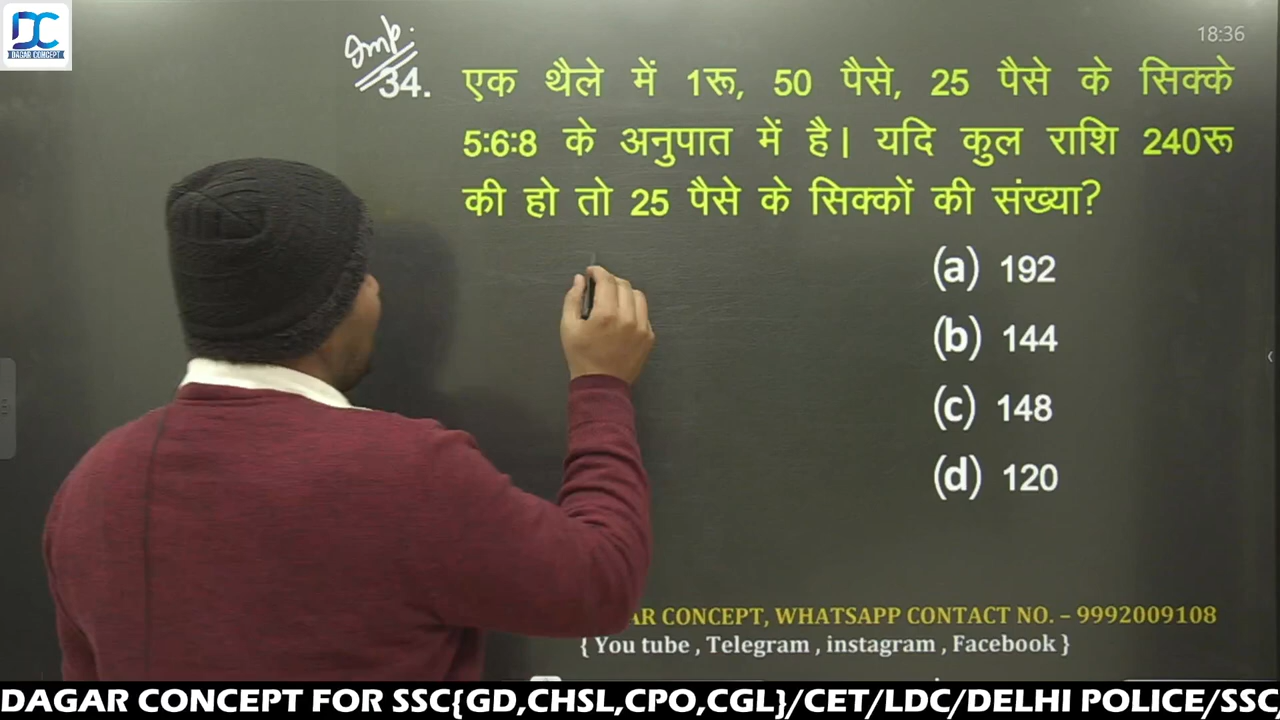 DC
DAGAR CONCEPT
18:36
Imp.
34. एक थैले में 1रू, 50 पैसे, 25 पैसे के सिक्के
5:6:8 के अनुपात में है। यदि कुल राशि 240रू
की हो तो 25 पैसे के सिक्कों की संख्या?
(a) 192
(b) 144
(c) 148
(d) 120
AR CONCEPT, WHATSAPP CONTACT NO. – 9992009108
{ You tube , Telegram , instagram , Facebook }
DAGAR CONCEPT FOR SSC{GD,CHSL,CPO,CGL}/CET/LDC/DELHI POLICE/SSC